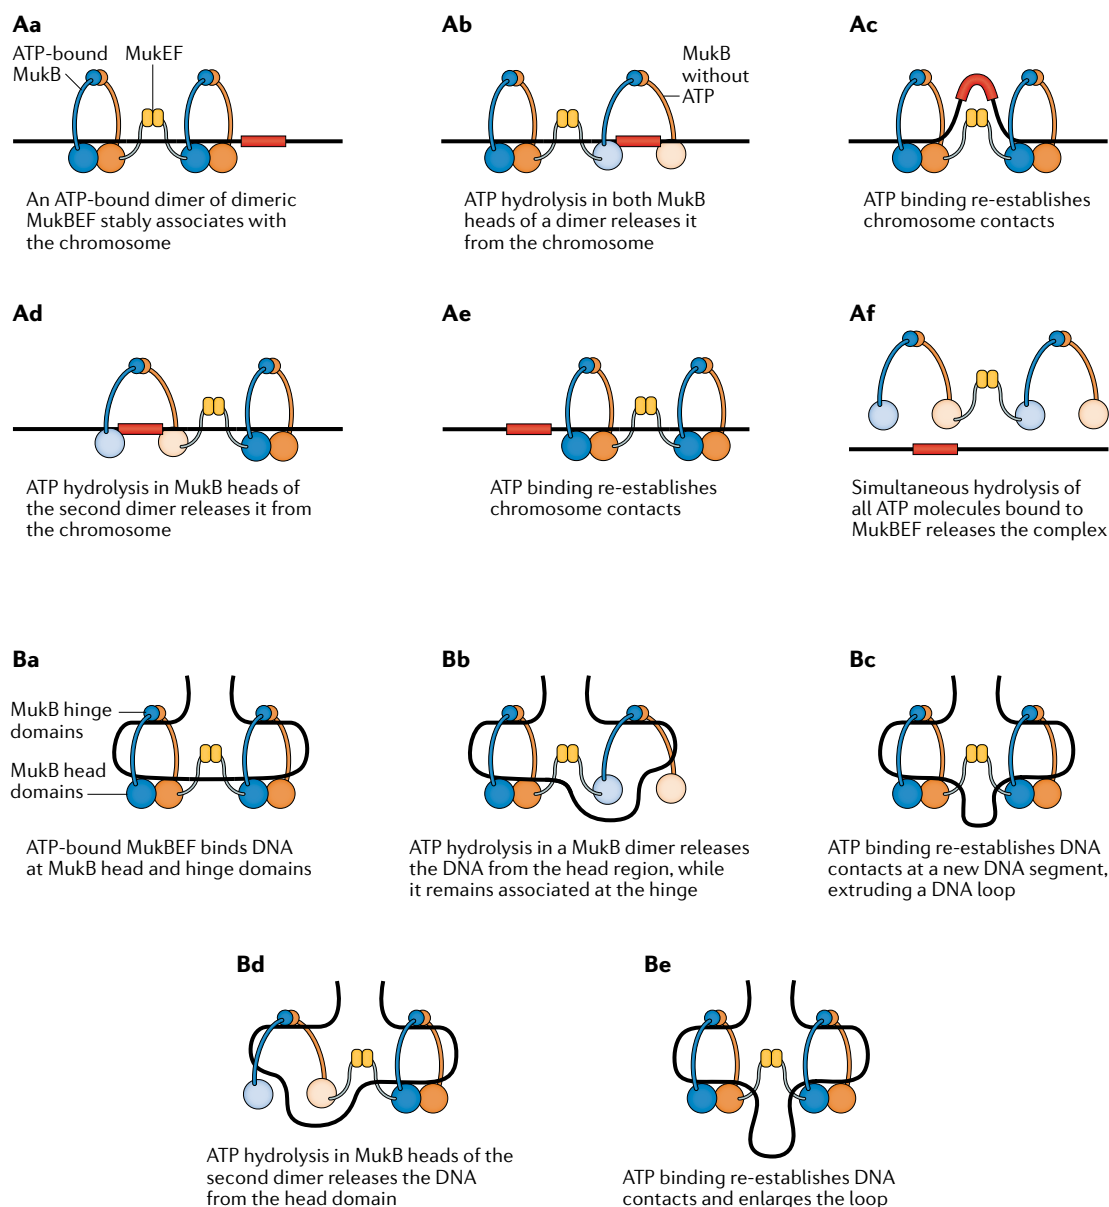 Aa
ATP-bound
MukB
MukEF
An ATP-bound dimer of dimeric
MukBEF stably associates with
the chromosome
Ab
MukB
without
ATP
ATP hydrolysis in both MukB
heads of a dimer releases it
from the chromosome
Ac
ATP binding re-establishes
chromosome contacts
Ad
ATP hydrolysis in MukB heads of
the second dimer releases it from
the chromosome
Ae
ATP binding re-establishes
chromosome contacts
Af
Simultaneous hydrolysis of
all ATP molecules bound to
MukBEF releases the complex
Ba
MukB hinge
domains
MukB head
domains
ATP-bound MukBEF binds DNA
at MukB head and hinge domains
Bb
ATP hydrolysis in a MukB dimer releases
the DNA from the head region, while
it remains associated at the hinge
Bc
ATP binding re-establishes DNA
contacts at a new DNA segment,
extruding a DNA loop
Bd
ATP hydrolysis in MukB heads of the
second dimer releases the DNA
from the head domain
Be
ATP binding re-establishes DNA
contacts and enlarges the loop